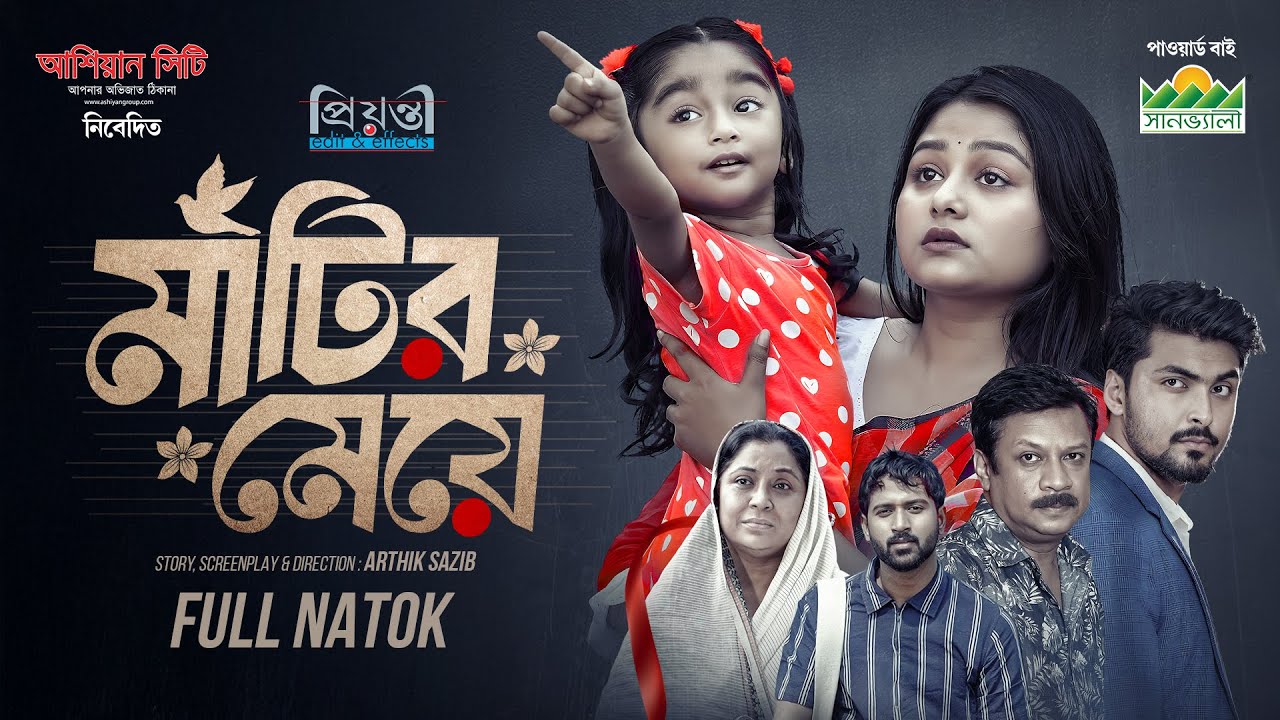 আশিয়ান সিটি
আপনার অভিজাত ঠিকানা
www.ashiyangroup.com
নিবেদিত
প্রিয়ন্তী
edit & effects
পাওয়ার্ড বাই
সানভ্যালী
মাঁটির
মেয়ে
STORY, SCREENPLAY & DIRECTION : ARTHIK SAZIB
FULL NATOK